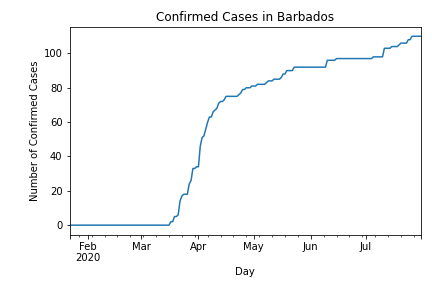 Confirmed Cases in Barbados
Number of Confirmed Cases
100
80
60
40
20
0
Feb
2020
Mar
Apr
May
Jun
Jul
Day